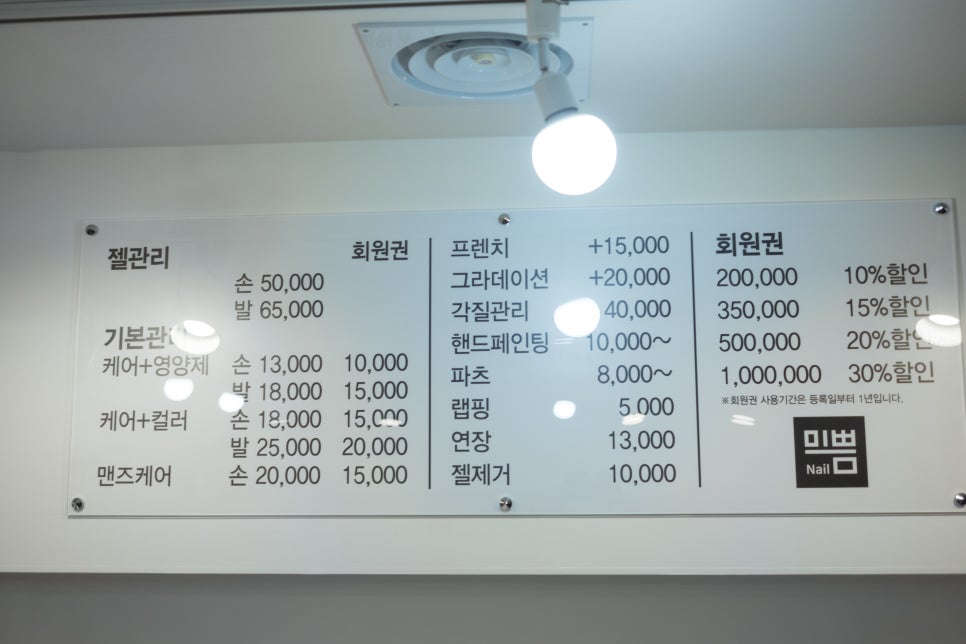 젤관리 회원권
손 50,000
발 65,000
기본관리
케어+영양제 손 13,000 10,000
발 18,000 15,000
케어+컬러 손 18,000 15,000
발 25,000 20,000
맨즈케어 손 20,000 15,000
프렌치 +15,000
그라데이션 +20,000
각질관리 40,000
핸드페인팅 10,000~
파츠 8,000~
랩핑 5,000
연장 13,000
젤제거 10,000
회원권
200,000 10%할인
350,000 15%할인
500,000 20%할인
1,000,000 30%할인
※회원권 사용기간은 등록일부터 1년입니다.
미쁨
Nail